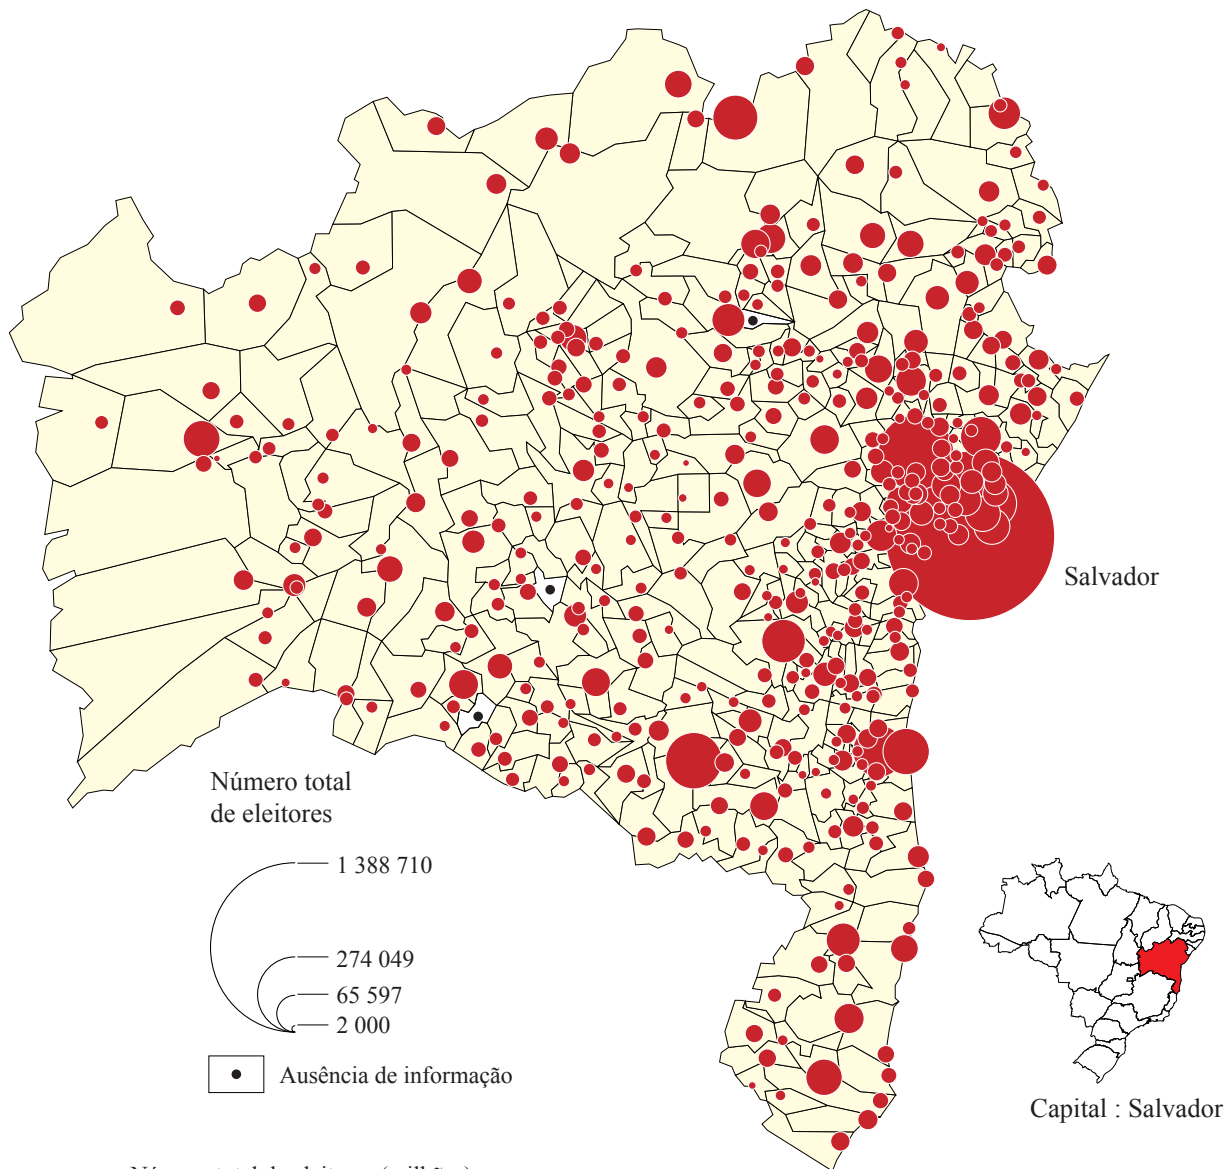 Salvador
Número total
de eleitores
1 388 710
274 049
65 597
2 000
Ausência de informação
Capital : Salvador